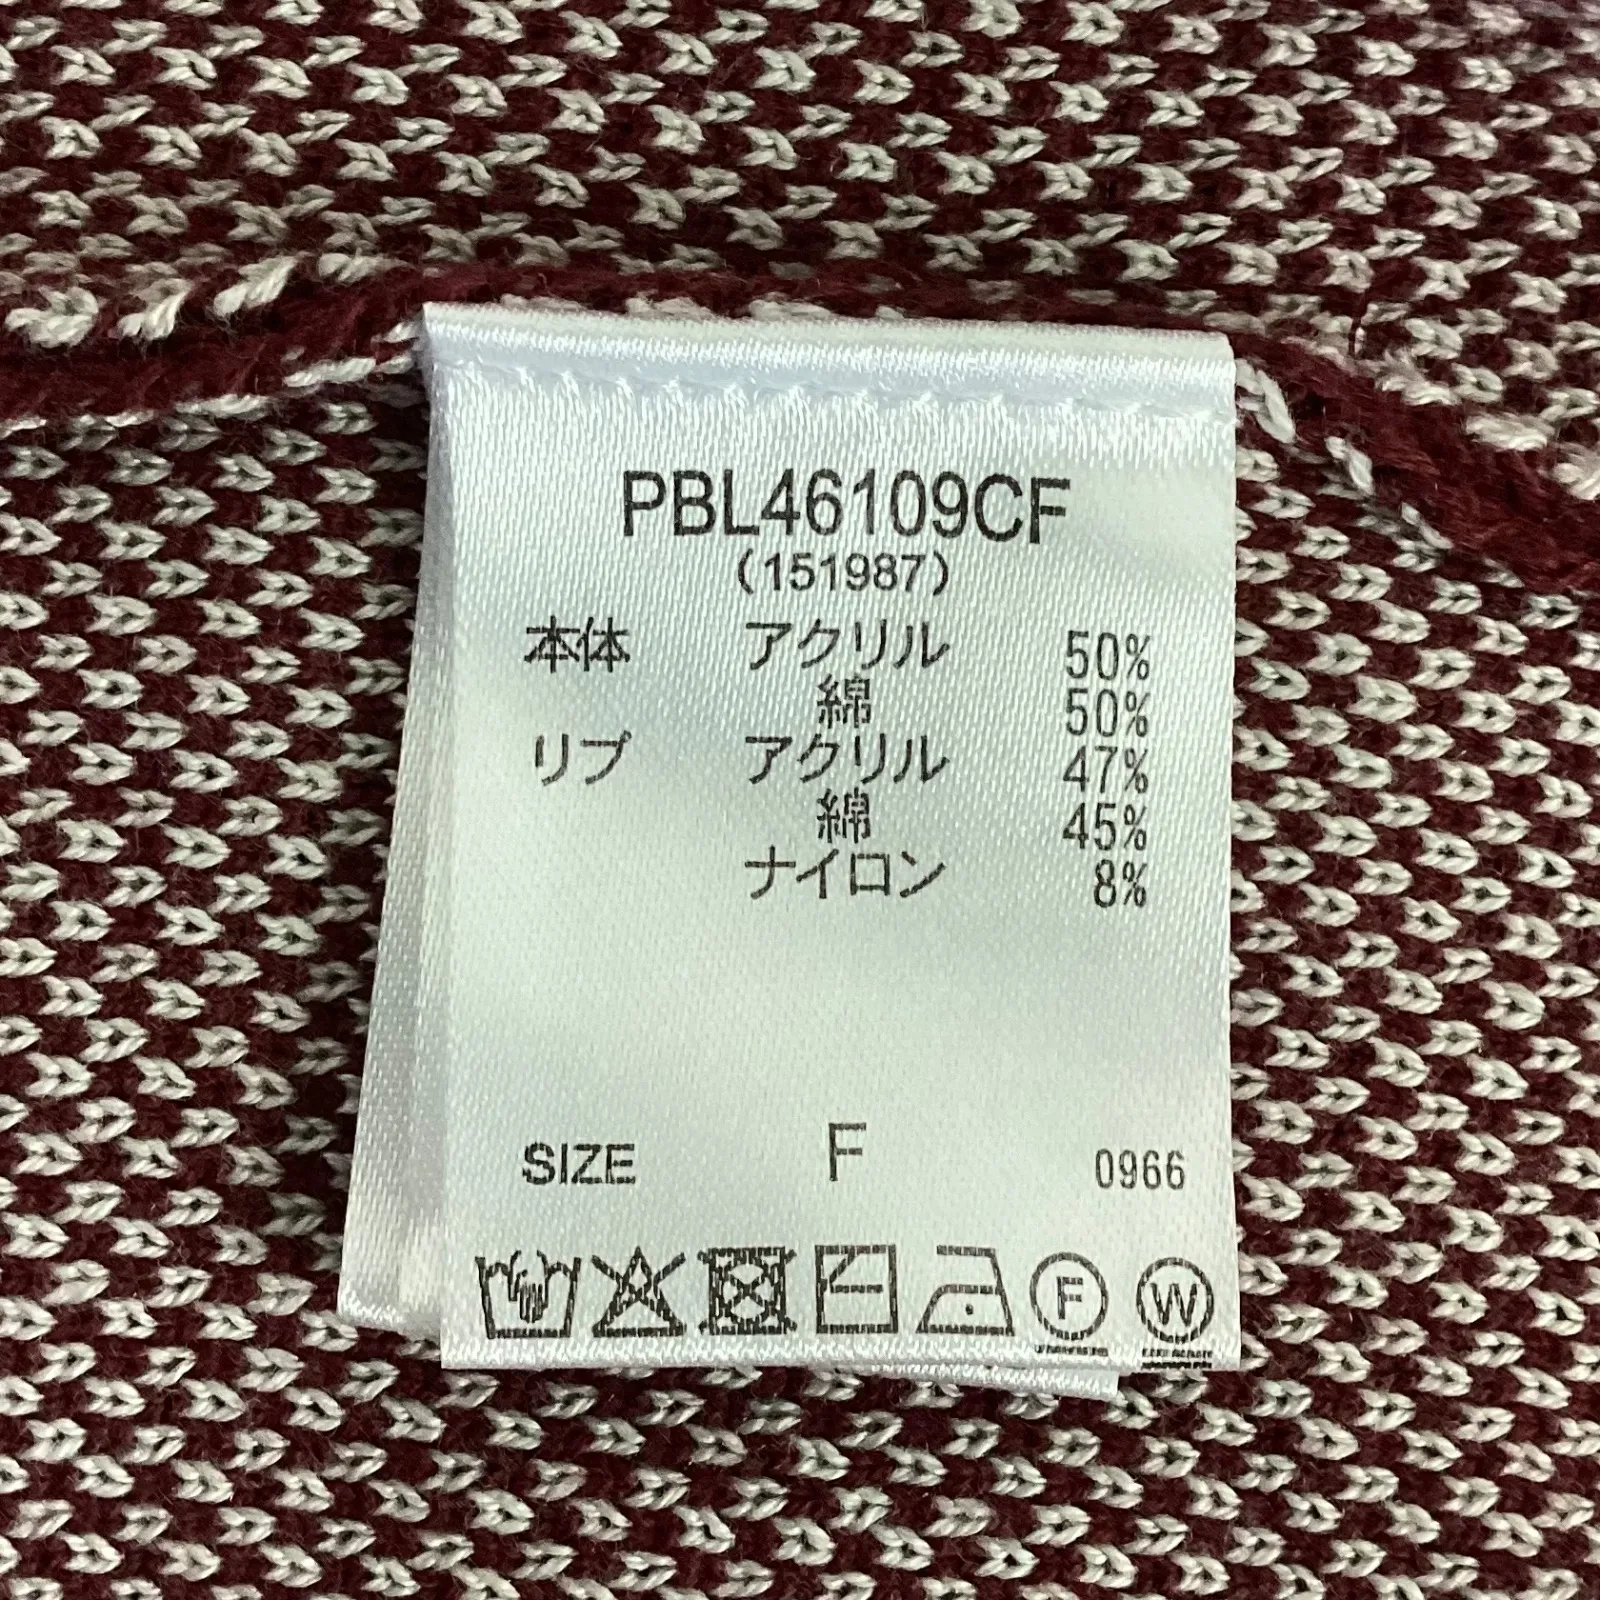 PBL46109CF
(151987)
本体 アクリル 50%
綿 50%
リブ アクリル 47%
綿 45%
ナイロン 8%
SIZE F 0966
F W